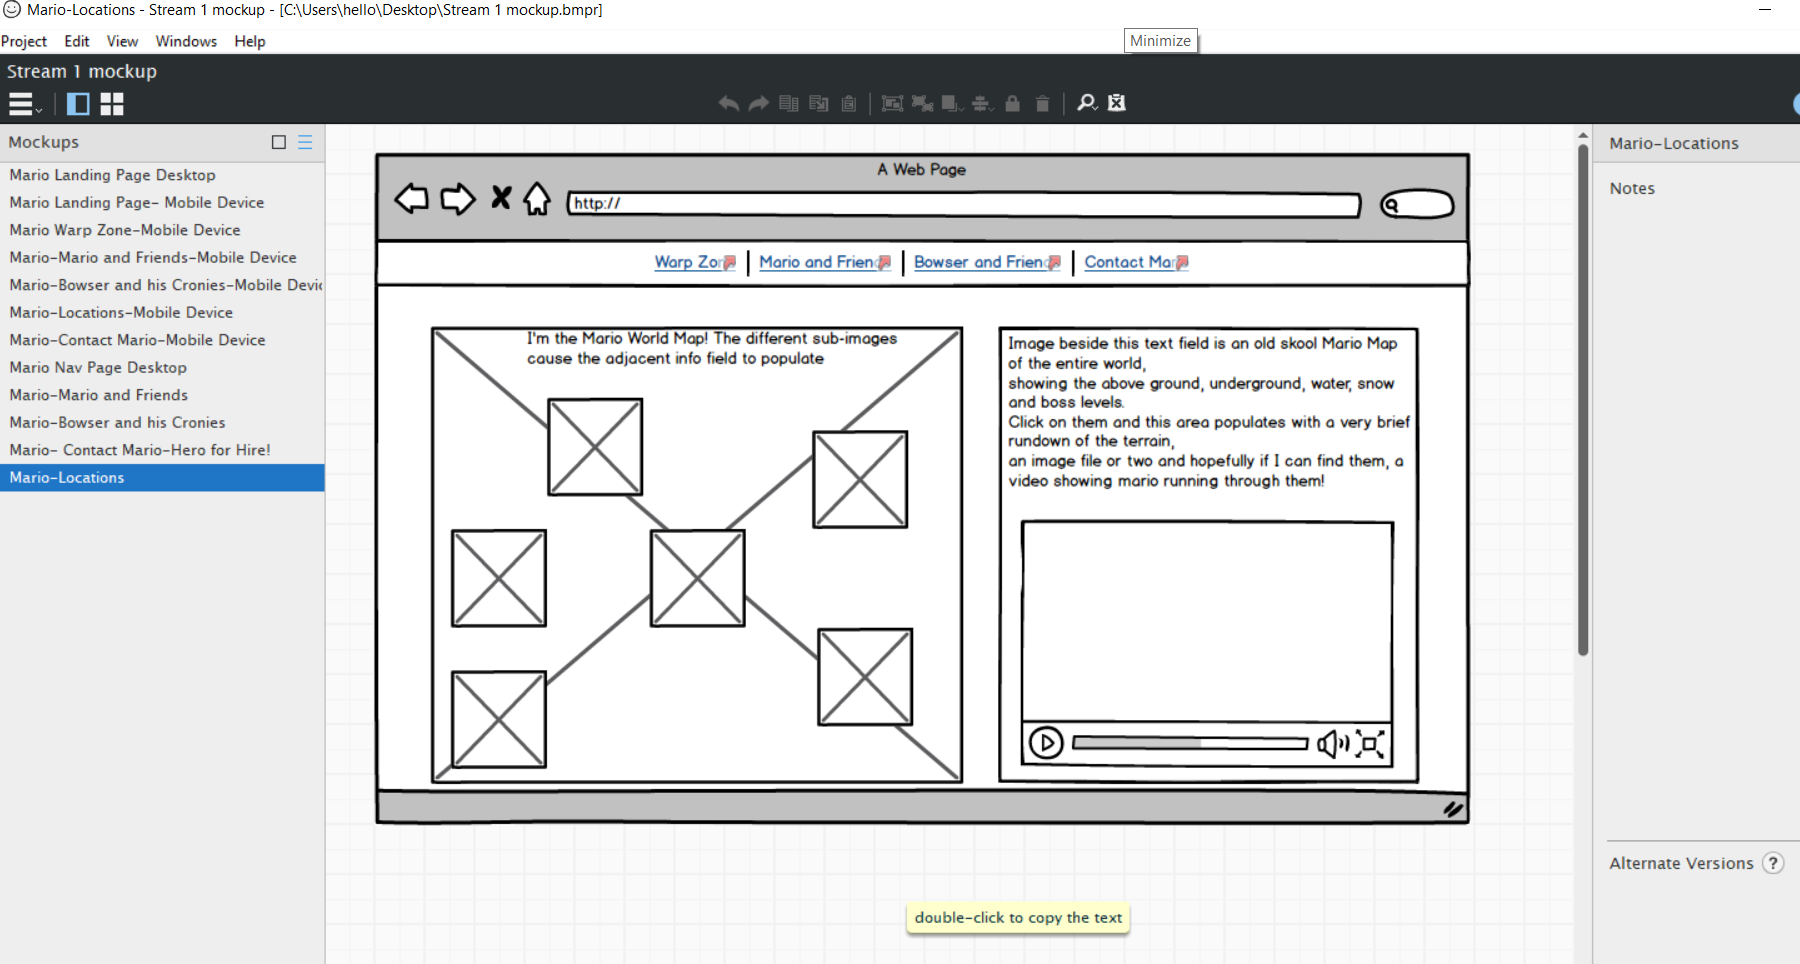 Mario-Locations - Stream 1 mockup - [C:\Users\hello\Desktop\Stream 1 mockup.bmpr]
Project Edit View Windows Help
Minimize
Stream 1 mockup
Mockups
Mario Landing Page Desktop
Mario Landing Page- Mobile Device
Mario Warp Zone-Mobile Device
Mario-Mario and Friends-Mobile Device
Mario-Bowser and his Cronies-Mobile Devic
Mario-Locations-Mobile Device
Mario-Contact Mario-Mobile Device
Mario Nav Page Desktop
Mario-Mario and Friends
Mario-Bowser and his Cronies
Mario- Contact Mario-Hero for Hire!
Mario-Locations
A Web Page
http://
Warp Zon Mario and Friend Bowser and Friend Contact Mar
I'm the Mario World Map! The different sub-images
cause the adjacent info field to populate
Image beside this text field is an old skool Mario Map
of the entire world,
showing the above ground, underground, water, snow
and boss levels.
Click on them and this area populates with a very brief
rundown of the terrain,
an image file or two and hopefully if I can find them, a
video showing mario running through them!
double-click to copy the text
Mario-Locations
Notes
Alternate Versions ?